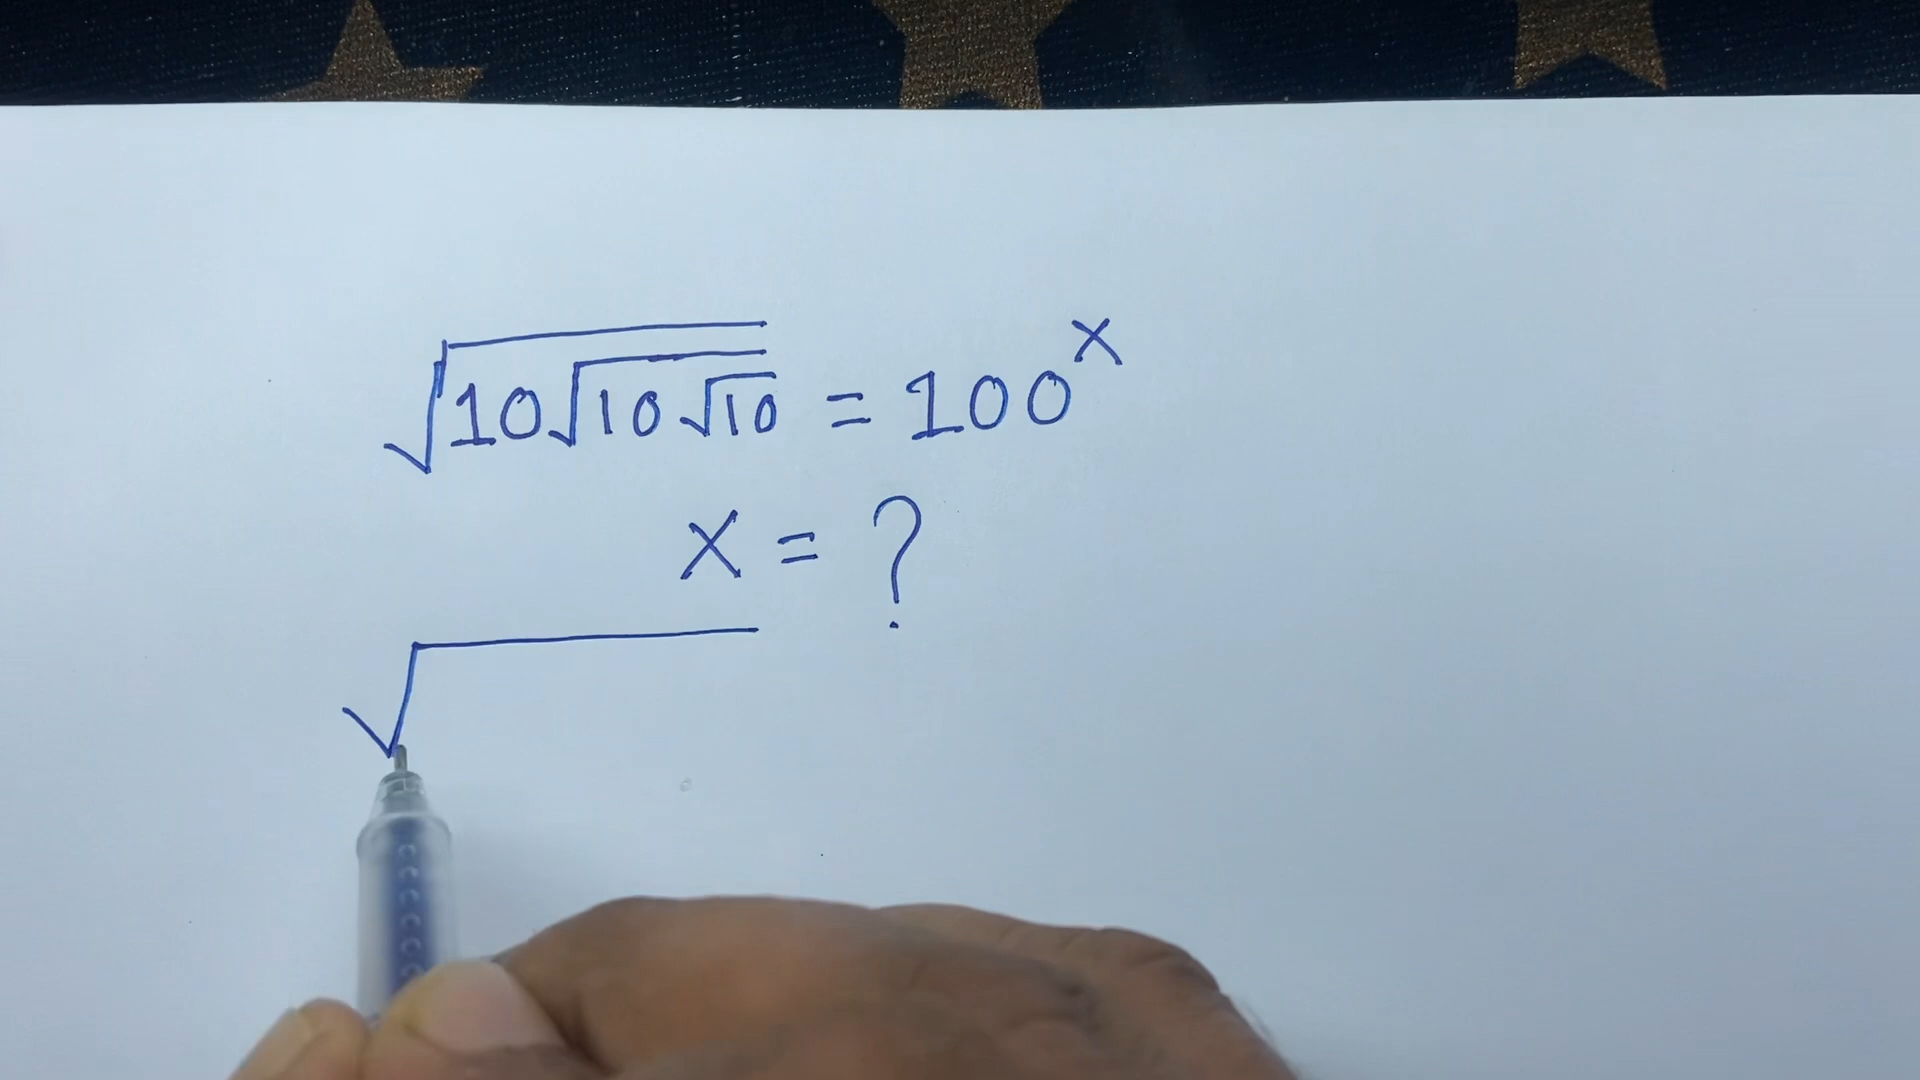 √10√10√10 = 100^x
x = ?
√